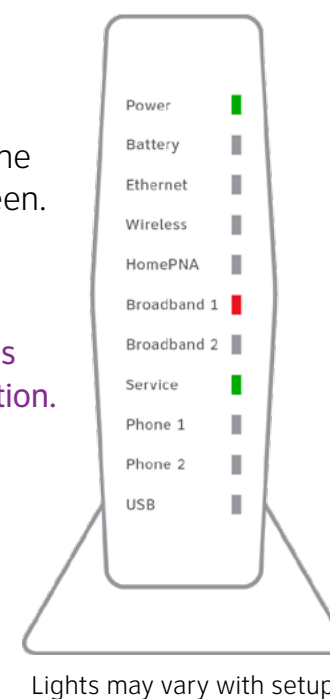 Power
Battery
Ethernet
Wireless
HomePNA
Broadband 1
Broadband 2
Service
Phone 1
Phone 2
USB
Lights may vary with setup